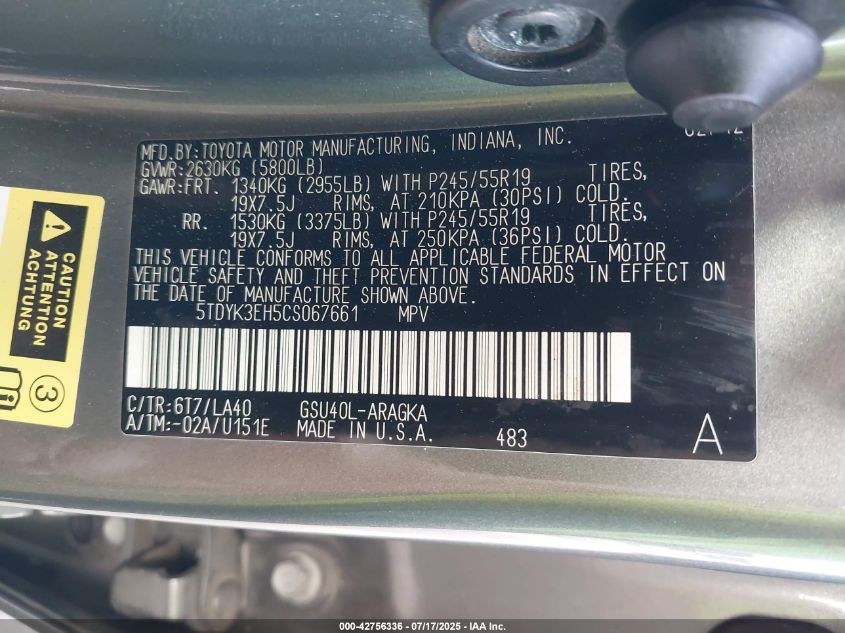 MFD.BY:TOYOTA MOTOR MANUFACTURING, INDIANA, INC.
GVWR:2630KG (5800LB)
GAWR:FRT. 1340KG (2955LB) WITH P245/55R19 TIRES,
19X7.5J RIMS, AT 210KPA (30PSI) COLD.
RR. 1530KG (3375LB) WITH P245/55R19 TIRES,
19X7.5J RIMS, AT 250KPA (36PSI) COLD.
THIS VEHICLE CONFORMS TO ALL APPLICABLE FEDERAL MOTOR
VEHICLE SAFETY AND THEFT PREVENTION STANDARDS IN EFFECT ON
THE DATE OF MANUFACTURE SHOWN ABOVE.
5TDYK3EH5CS067661 MPV
C/TR:6T7/LA40 GSU40L-ARAGKA
A/TM:-02A/U151E MADE IN U.S.A. 483 A
CAUTION
ATTENTION
3
000-42756336 - 07/17/2025 - IAA Inc.